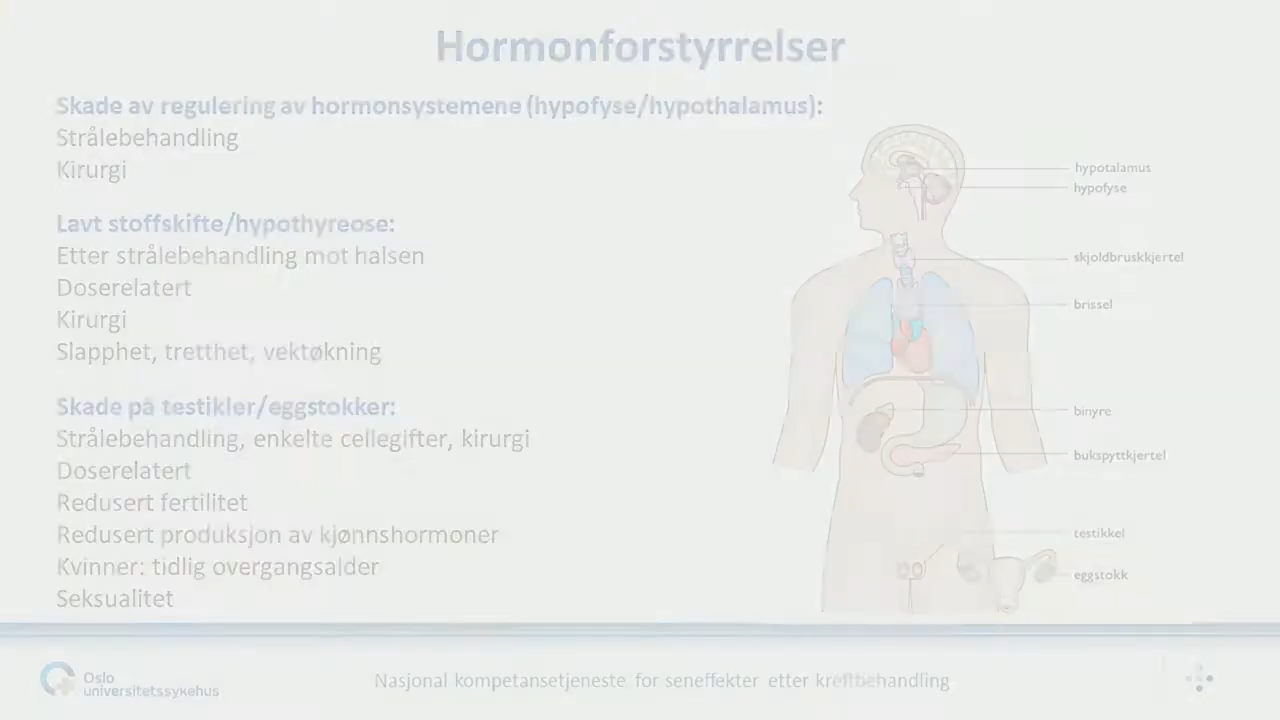 Hormonforstyrrelser
Skade av regulering av hormonsystemene (hypofyse/hypothalamus):
Strålebehandling
Kirurgi
Lavt stoffskifte/hypothyreose:
Etter strålebehandling mot halsen
Doserelatert
Kirurgi
Slapphet, tretthet, vektøkning
Skade på testikler/eggstokker:
Strålebehandling, enkelte cellegifter, kirurgi
Doserelatert
Redusert fertilitet
Redusert produksjon av kjønnshormoner
Kvinner: tidlig overgangsalder
Seksualitet
hypotalamus
hypofyse
skjoldbruskkjertel
brissel
binyre
bukspyttkjertel
testikkel
eggstokk
Oslo
universitetssykehus
Nasjonal kompetansetjeneste for seneffekter etter kreftbehandling